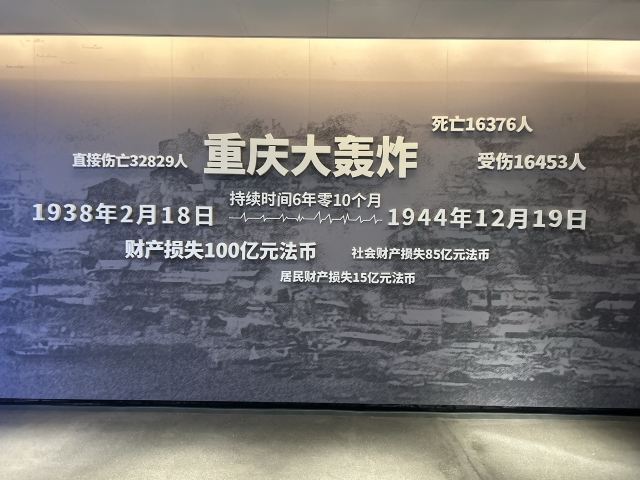 死亡16376人
直接伤亡32829人
重庆大轰炸
受伤16453人
持续时间6年零10个月
1938年2月18日
1944年12月19日
财产损失100亿元法币
社会财产损失85亿元法币
居民财产损失15亿元法币